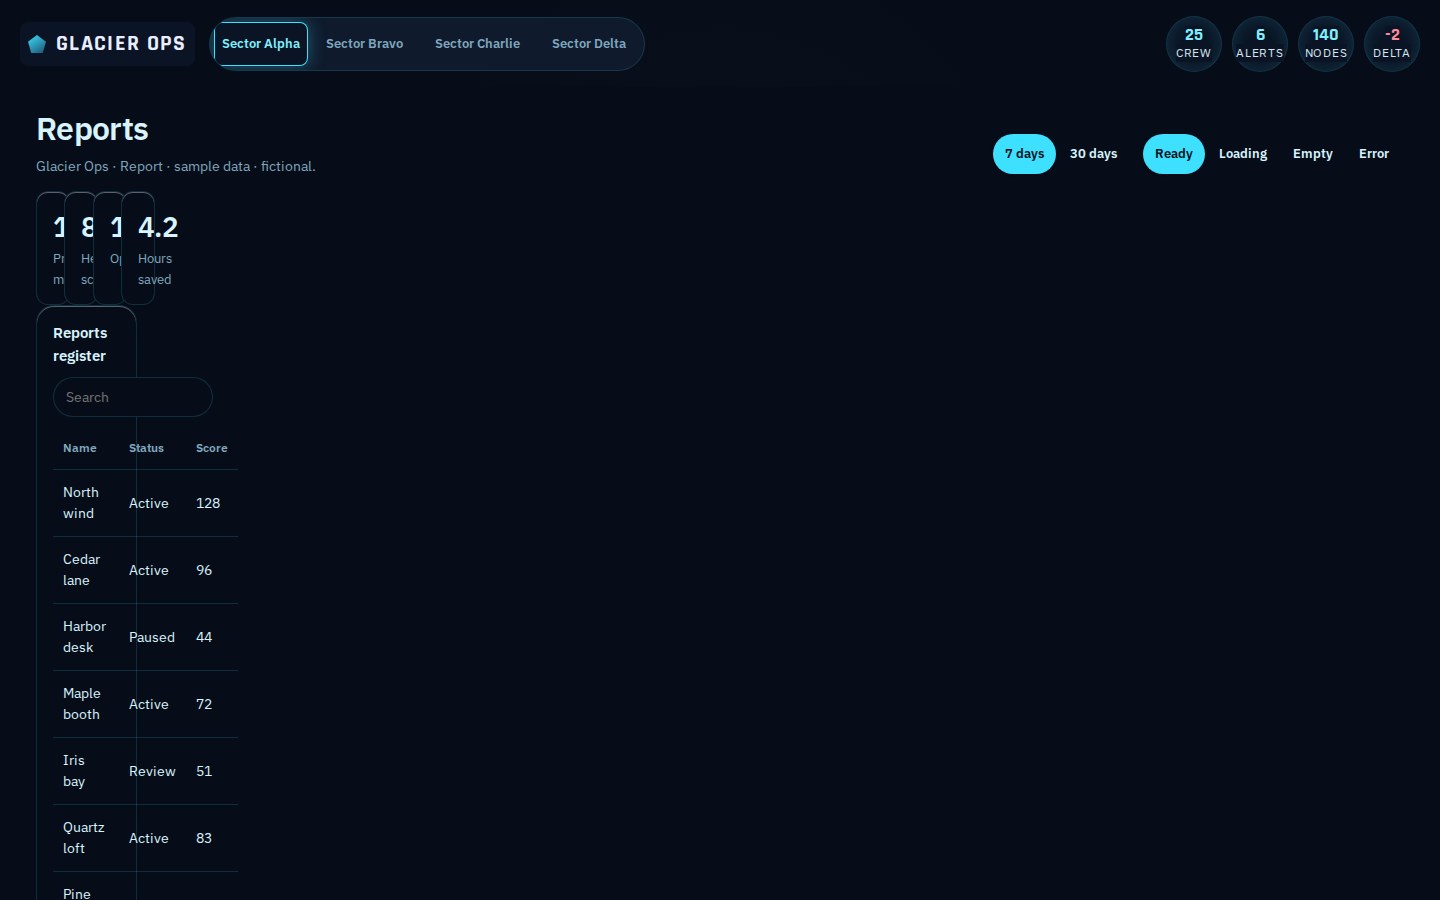 GLACIER OPS
Sector Alpha
Sector Bravo
Sector Charlie
Sector Delta
25
CREW
6
ALERTS
140
NODES
-2
DELTA
Reports
Glacier Ops · Report · sample data · fictional.
7 days
30 days
Ready
Loading
Empty
Error
4.2
Hours
saved
Reports
register
Search
Name Status Score
North
wind
Active 128
Cedar
lane
Active 96
Harbor
desk
Paused 44
Maple
booth
Active 72
Iris
bay
Review 51
Quartz
loft
Active 83
Pine